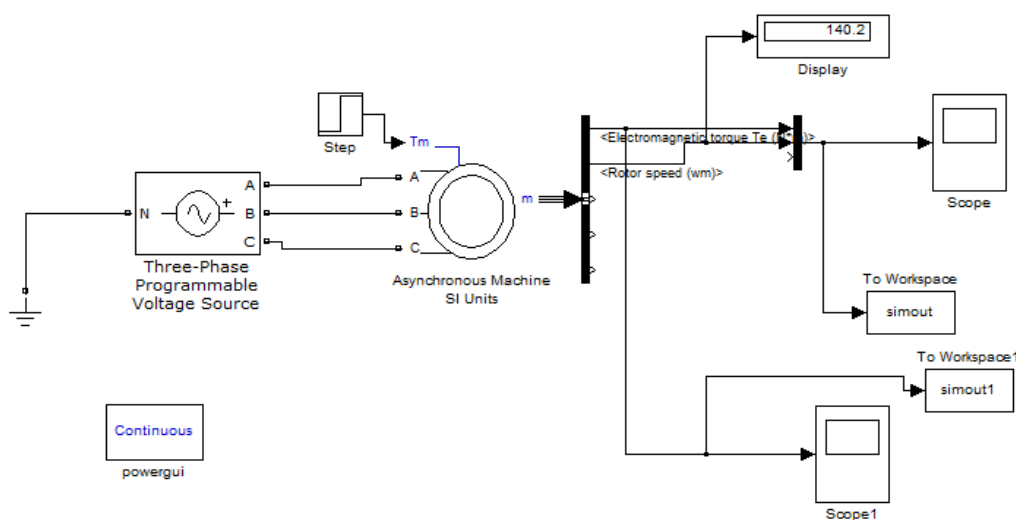 140.2
Display
Step
Tm
<Electromagnetic torque Te (N*m)>
<Rotor speed (wm)>
Scope
A
B
C
N
+
A
B
C
m
Three-Phase
Programmable
Voltage Source
Asynchronous Machine
SI Units
To Workspace
simout
To Workspace1
simout1
Continuous
powergui
Scope1